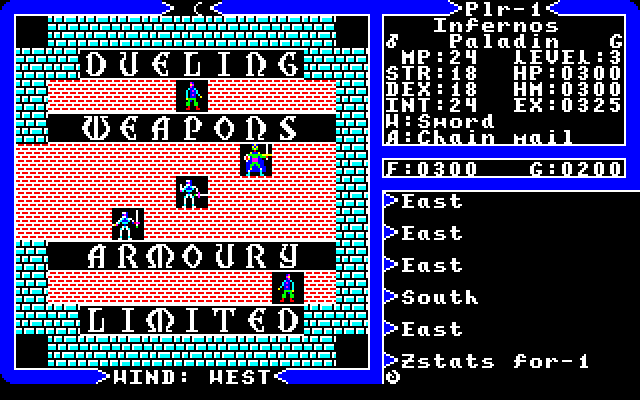 DUELING
WEAPONS
ARMOURY
LIMITED
WIND: WEST
Plr-1
Infernos
♂ Paladin G
MP:24 LEVEL:3
STR:18 HP:0300
DEX:18 HM:0300
INT:24 EX:0325
W:Sword
A:Chain mail
F:0300 G:0200
East
East
East
South
East
Zstats for-1